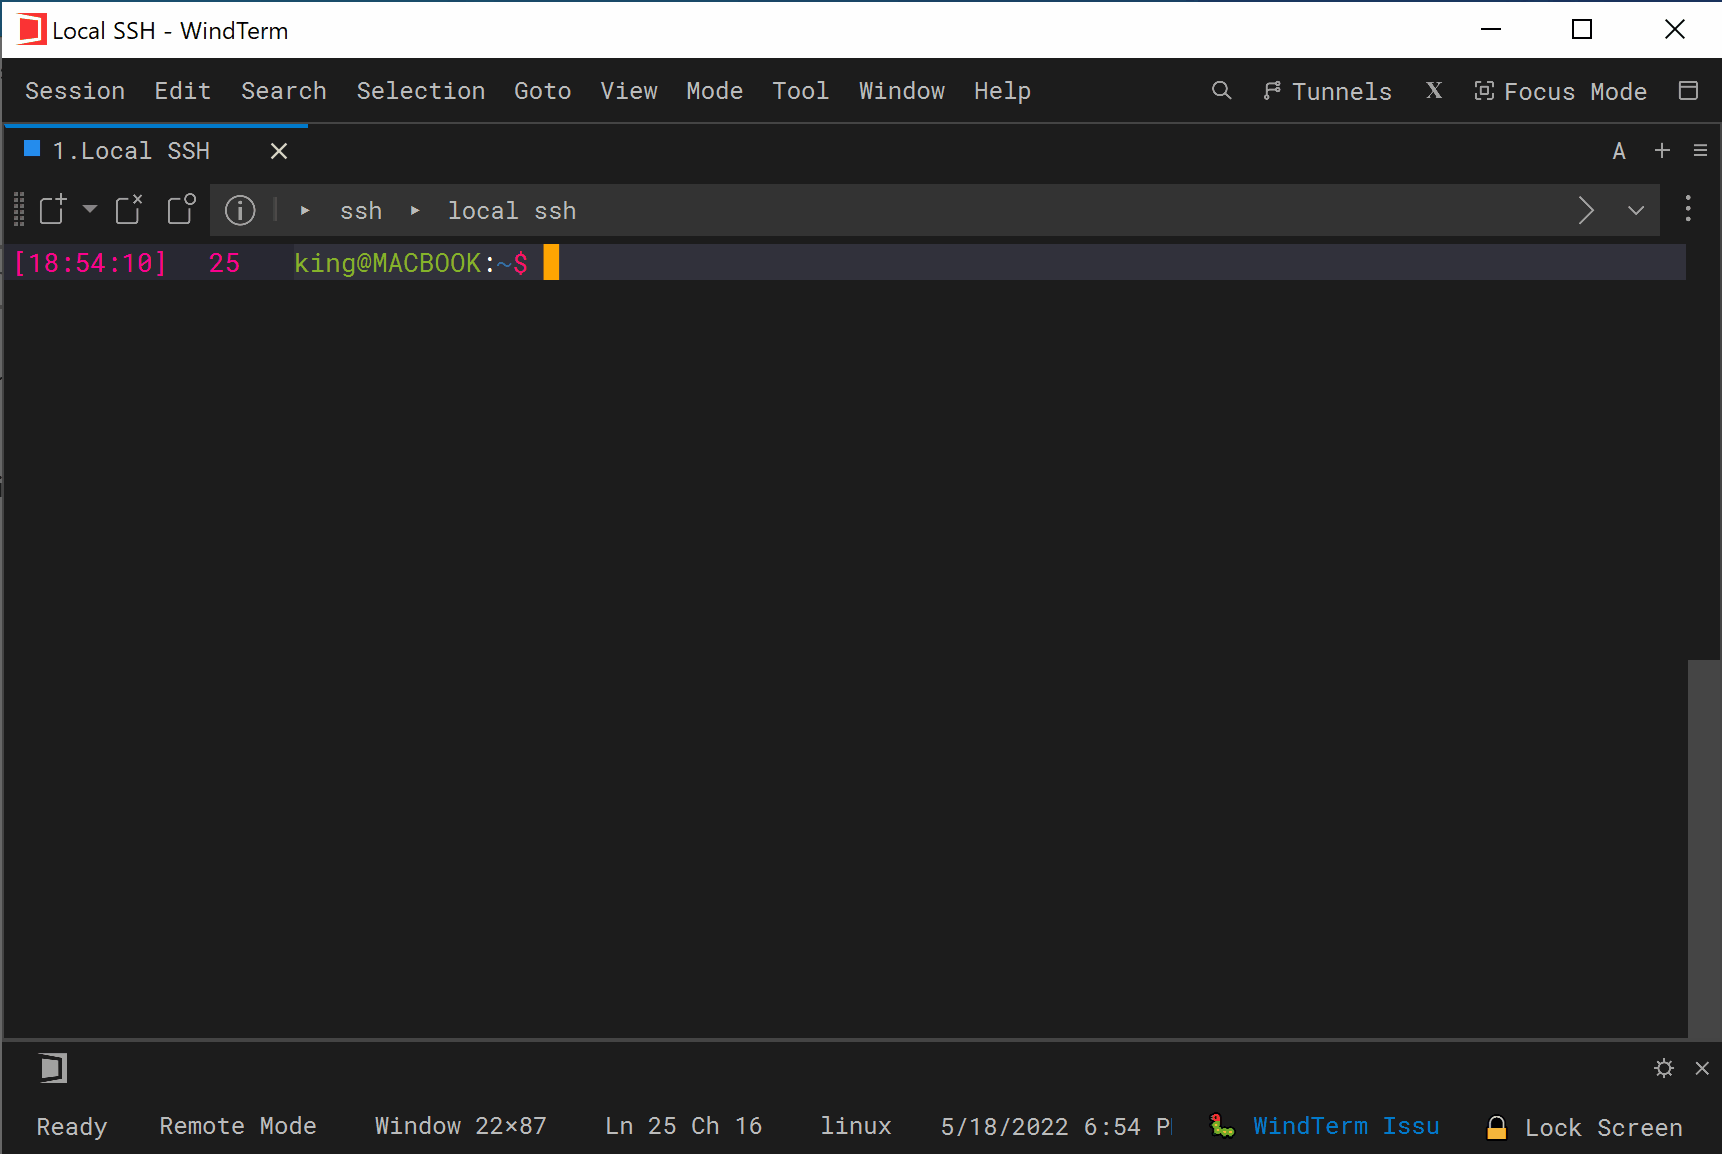 Local SSH - WindTerm
Session Edit Search Selection Goto View Mode Tool Window Help Tunnels X Focus Mode
1.Local SSH A
ssh local ssh
[18:54:10] 25 king@MACBOOK:~$
Ready Remote Mode Window 22×87 Ln 25 Ch 16 linux 5/18/2022 6:54 P WindTerm Issu Lock Screen